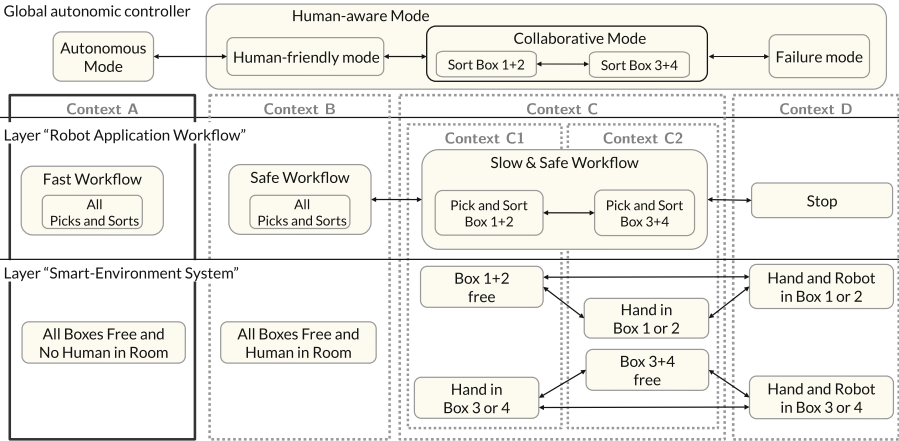 Global autonomic controller
Human-aware Mode
Autonomous
Mode
Human-friendly mode
Collaborative Mode
Sort Box 1+2
Sort Box 3+4
Failure mode
Context A
Context B
Context C
Context D
Layer “Robot Application Workflow”
Context C1
Context C2
Fast Workflow
All
Picks and Sorts
Safe Workflow
All
Picks and Sorts
Slow & Safe Workflow
Pick and Sort
Box 1+2
Pick and Sort
Box 3+4
Stop
Layer “Smart-Environment System”
Box 1+2
free
Hand and Robot
in Box 1 or 2
Hand in
Box 1 or 2
All Boxes Free and
No Human in Room
All Boxes Free and
Human in Room
Box 3+4
free
Hand in
Box 3 or 4
Hand and Robot
in Box 3 or 4